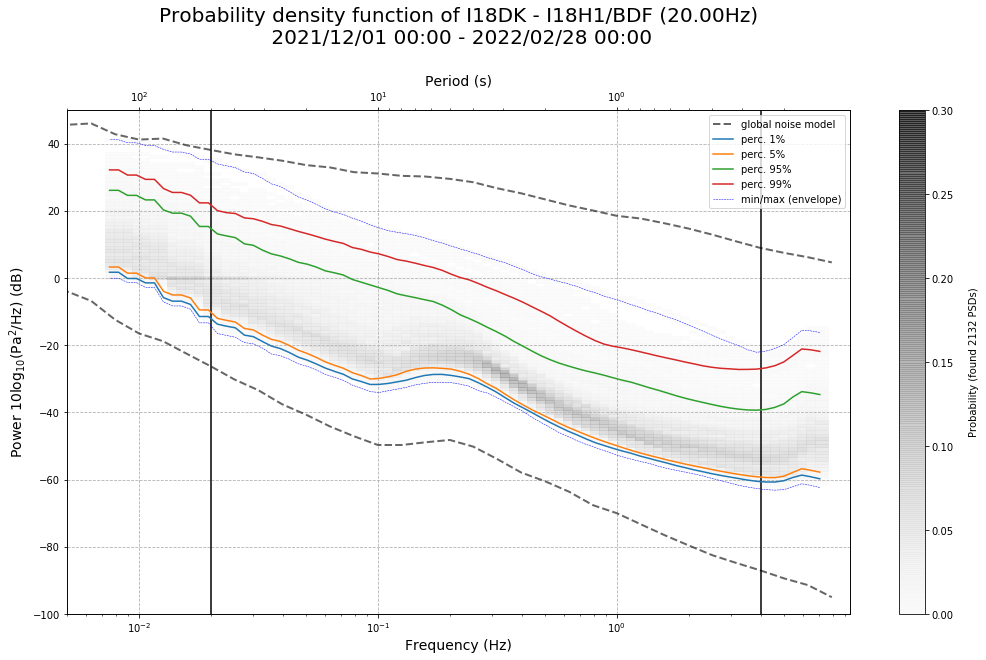 Probability density function of I18DK - I18H1/BDF (20.00Hz)
2021/12/01 00:00 - 2022/02/28 00:00
Period (s)
10² 10¹ 10⁰
global noise model
perc. 1%
perc. 5%
perc. 95%
perc. 99%
min/max (envelope)
40
20
0
−20
−40
−60
−80
−100
Power 10log₁₀(Pa²/Hz) (dB)
10⁻² 10⁻¹ 10⁰
Frequency (Hz)
0.30
0.25
0.20
0.15
0.10
0.05
0.00
Probability (found 2132 PSDs)